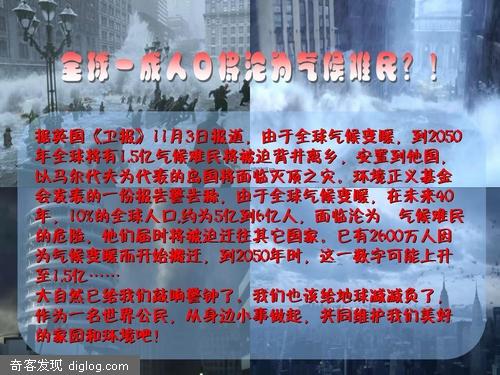 全球一成人口将沦为气候难民？！
据英国《卫报》11月3日报道，由于全球气候变暖，到2050
年全球将有1.5亿气候难民将被迫背井离乡，安置到他国，
以马尔代夫为代表的岛国将面临灭顶之灾。环境正义基金
会发表的一份报告警告称，由于全球气候变暖，在未来40
年，10%的全球人口,约为5亿到6亿人，面临沦为 气候难民
的危险，他们届时将被迫迁往其它国家。已有2600万人因
为气候变暖而开始搬迁，到2050年时，这一数字可能上升
至1.5亿……
大自然已给我们敲响警钟了，我们也该给地球减减负了，
作为一名世界公民，从身边小事做起，共同维护我们美好
的家园和环境吧！
奇客发现 diglog.com